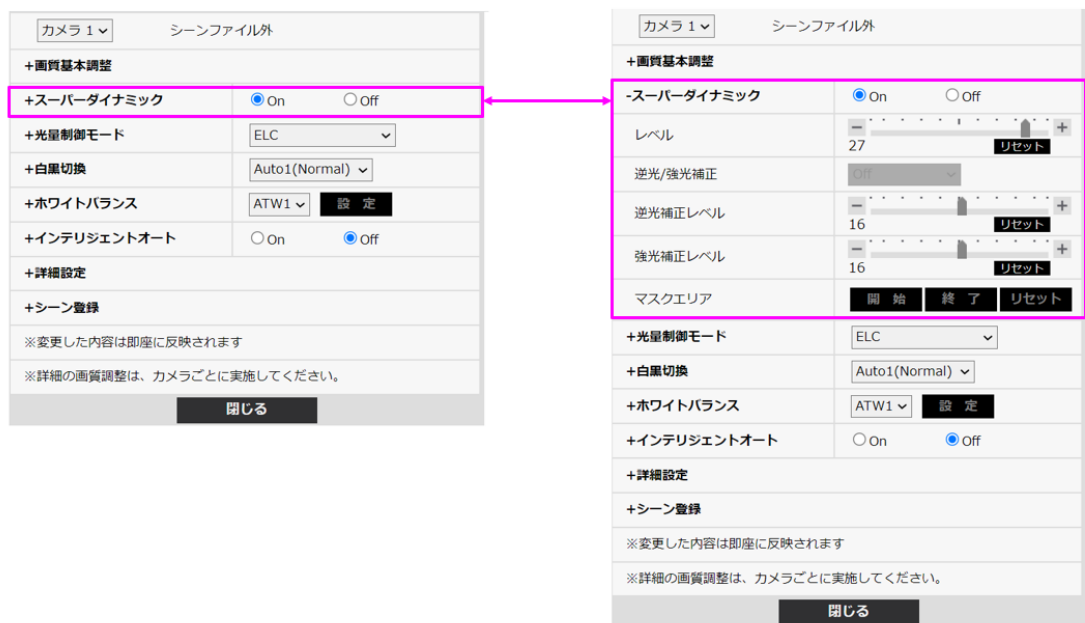 カメラ 1 シーンファイル外
+画質基本調整
+スーパーダイナミック On Off
+光量制御モード ELC
+白黒切換 Auto1(Normal)
+ホワイトバランス ATW1 設 定
+インテリジェントオート On Off
+詳細設定
+シーン登録
※変更した内容は即座に反映されます
※詳細の画質調整は、カメラごとに実施してください。
閉じる
カメラ 1 シーンファイル外
+画質基本調整
-スーパーダイナミック On Off
レベル
27 リセット
逆光/強光補正 Off
逆光補正レベル
16 リセット
強光補正レベル
16 リセット
マスクエリア 開 始 終 了 リセット
+光量制御モード ELC
+白黒切換 Auto1(Normal)
+ホワイトバランス ATW1 設 定
+インテリジェントオート On Off
+詳細設定
+シーン登録
※変更した内容は即座に反映されます
※詳細の画質調整は、カメラごとに実施してください。
閉じる